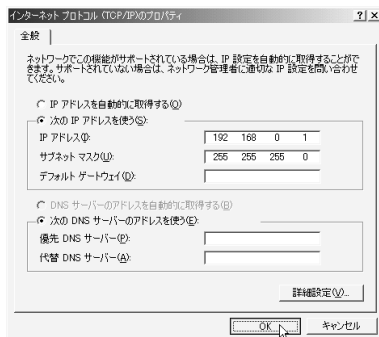 インターネット プロトコル (TCP/IP)のプロパティ
全般
ネットワークでこの機能がサポートされている場合は、IP 設定を自動的に取得することがで
きます。サポートされていない場合は、ネットワーク管理者に適切な IP 設定を問い合わせ
てください。
IP アドレスを自動的に取得する(O)
次の IP アドレスを使う(S):
IP アドレス(I): 192 168 0 1
サブネット マスク(U): 255 255 255 0
デフォルト ゲートウェイ(D):
DNS サーバーのアドレスを自動的に取得する(B)
次の DNS サーバーのアドレスを使う(E):
優先 DNS サーバー(P):
代替 DNS サーバー(A):
詳細設定(V)...
OK キャンセル